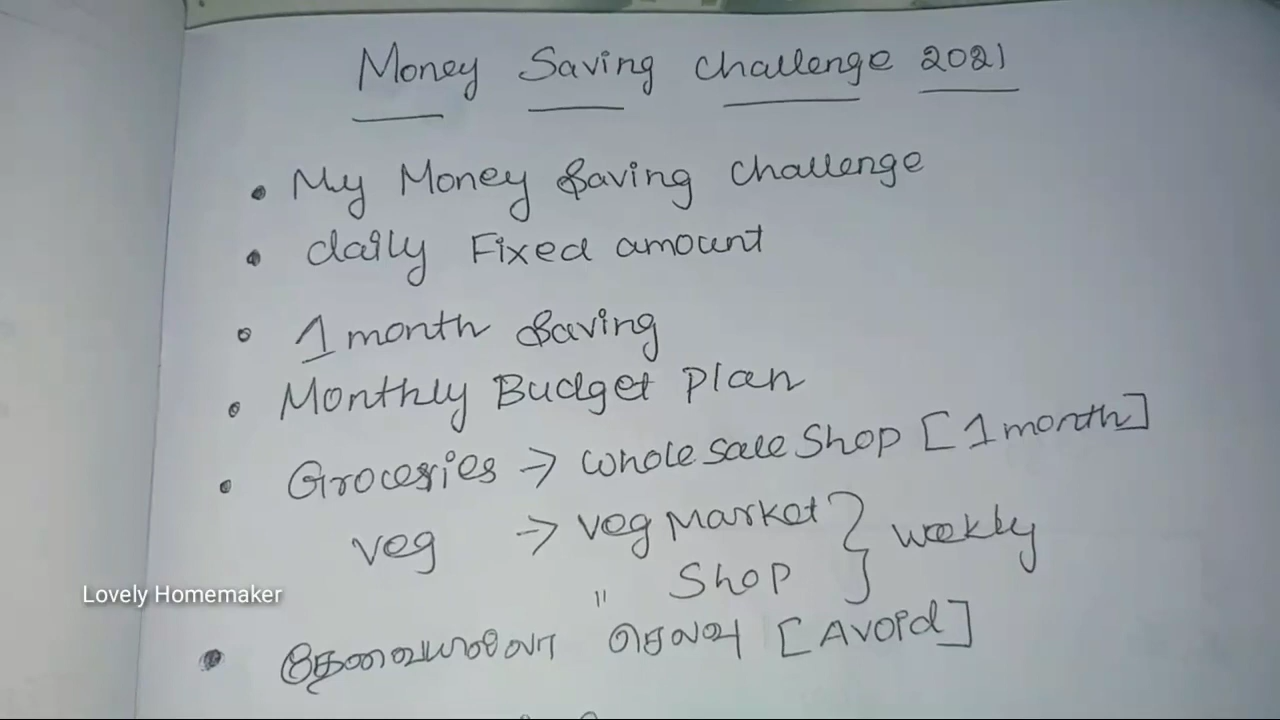 Money Saving challenge 2021
• My Money Saving challenge
• daily Fixed amount
• 1 month Saving
• Monthly Budget plan
• Groceries → whole sale Shop [1 month]
veg → veg Market } weekly
" Shop
Lovely Homemaker
• தேவையில்லா செலவு [Avoid]